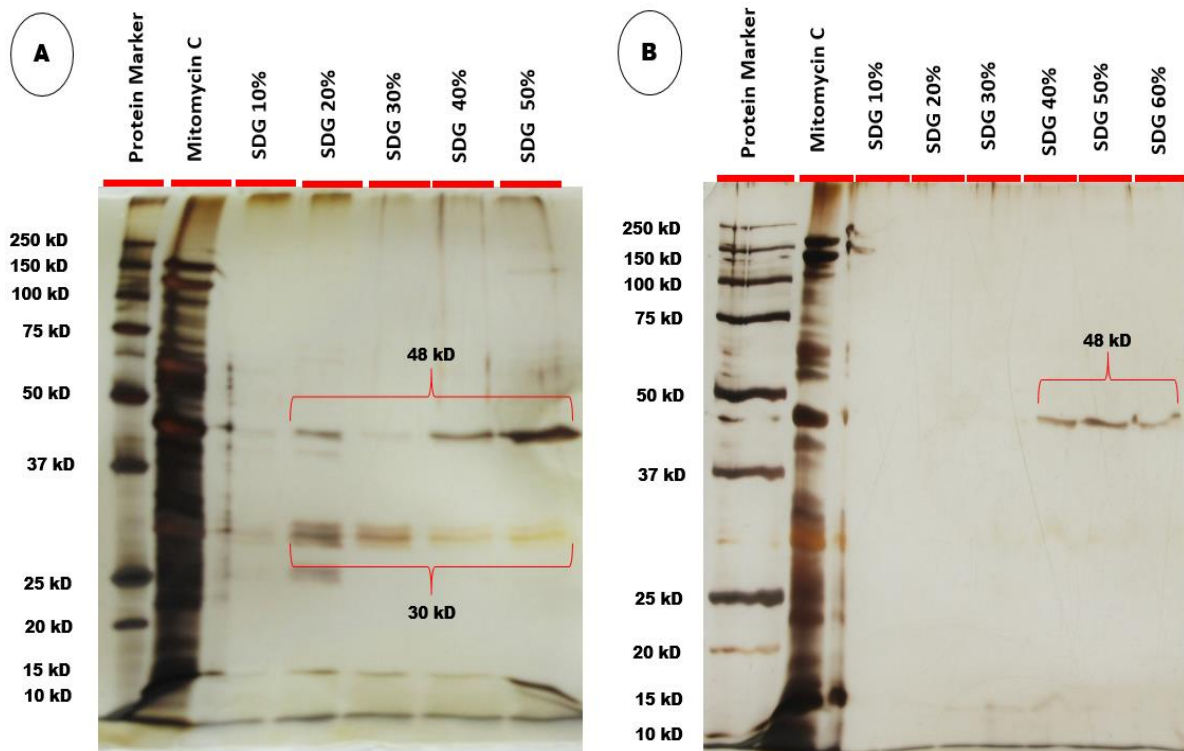 A
Protein Marker
Mitomycin C
SDG 10%
SDG 20%
SDG 30%
SDG 40%
SDG 50%
250 kD
150 kD
100 kD
75 kD
50 kD
37 kD
25 kD
20 kD
15 kD
10 kD
48 kD
30 kD
B
Protein Marker
Mitomycin C
SDG 10%
SDG 20%
SDG 30%
SDG 40%
SDG 50%
SDG 60%
250 kD
150 kD
100 kD
75 kD
50 kD
37 kD
25 kD
20 kD
15 kD
10 kD
48 kD